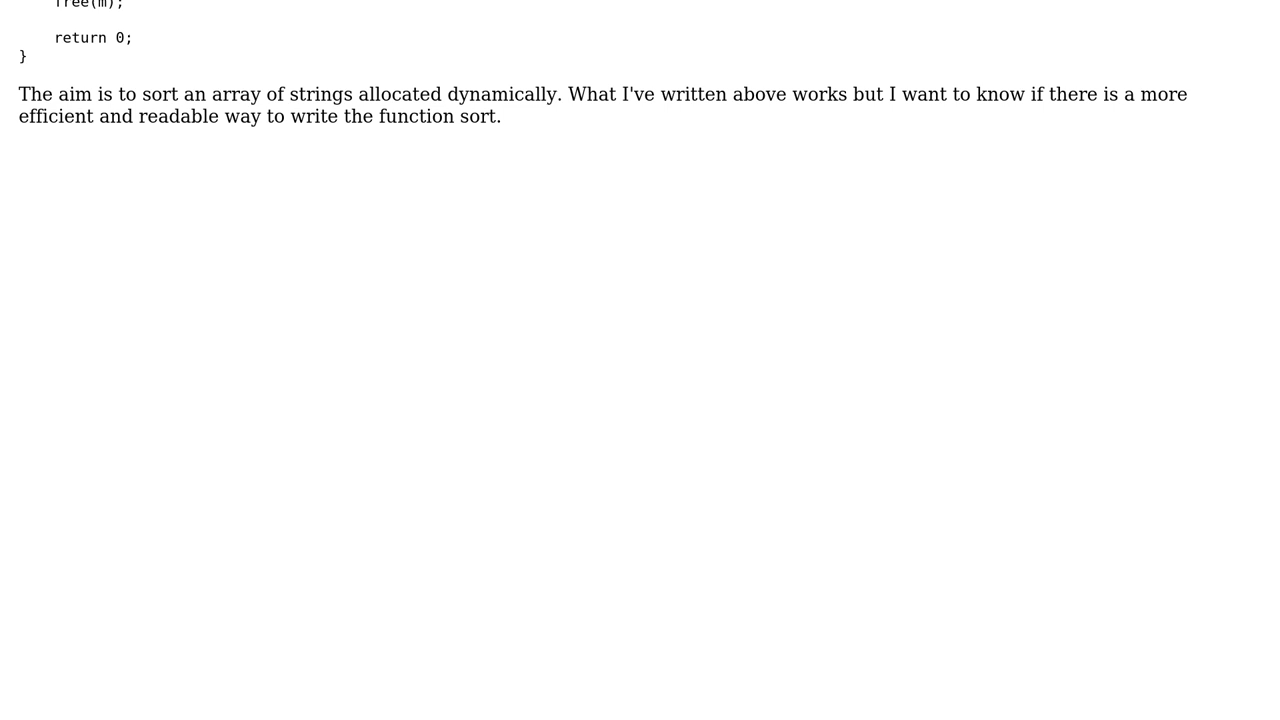 free(m);
return 0;
}
The aim is to sort an array of strings allocated dynamically. What I've written above works but I want to know if there is a more
efficient and readable way to write the function sort.